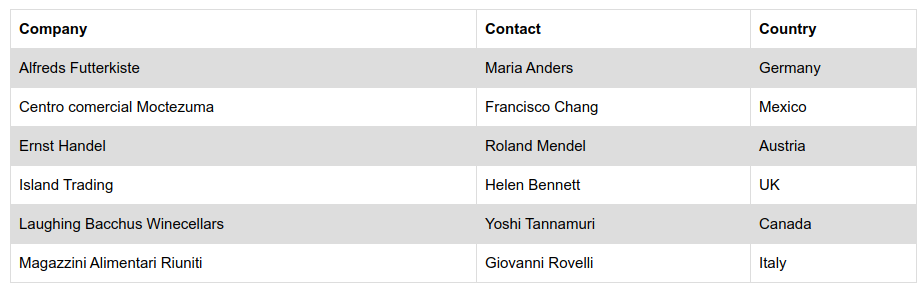 Company Contact Country
Alfreds Futterkiste Maria Anders Germany
Centro comercial Moctezuma Francisco Chang Mexico
Ernst Handel Roland Mendel Austria
Island Trading Helen Bennett UK
Laughing Bacchus Winecellars Yoshi Tannamuri Canada
Magazzini Alimentari Riuniti Giovanni Rovelli Italy